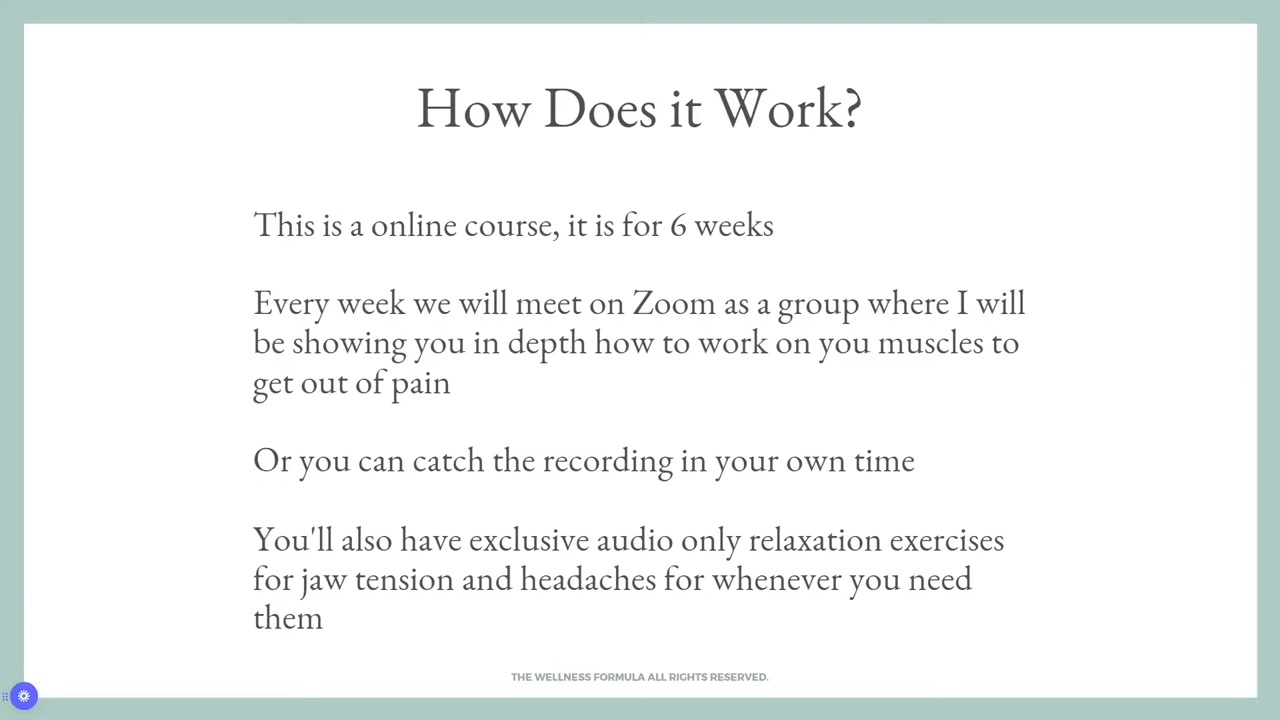 How Does it Work?
This is a online course, it is for 6 weeks
Every week we will meet on Zoom as a group where I will
be showing you in depth how to work on you muscles to
get out of pain
Or you can catch the recording in your own time
You'll also have exclusive audio only relaxation exercises
for jaw tension and headaches for whenever you need
them
THE WELLNESS FORMULA ALL RIGHTS RESERVED.